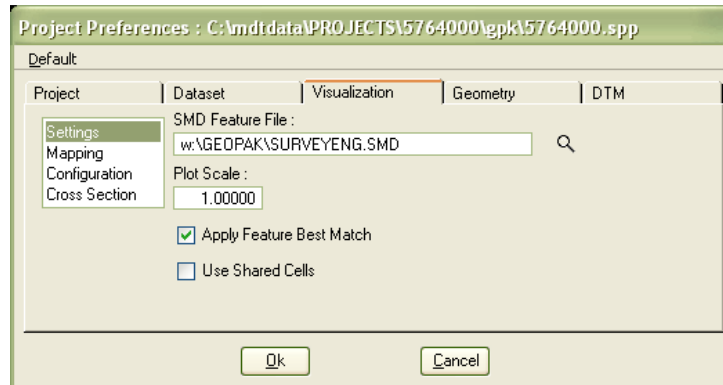 Project Preferences : C:\mdtdata\PROJECTS\5764000\gpk\5764000.spp
Default
Project Dataset Visualization Geometry DTM
Settings
Mapping
Configuration
Cross Section
SMD Feature File :
w:\GEOPAK\SURVEYENG.SMD
Plot Scale :
1.00000
Apply Feature Best Match
Use Shared Cells
Ok Cancel